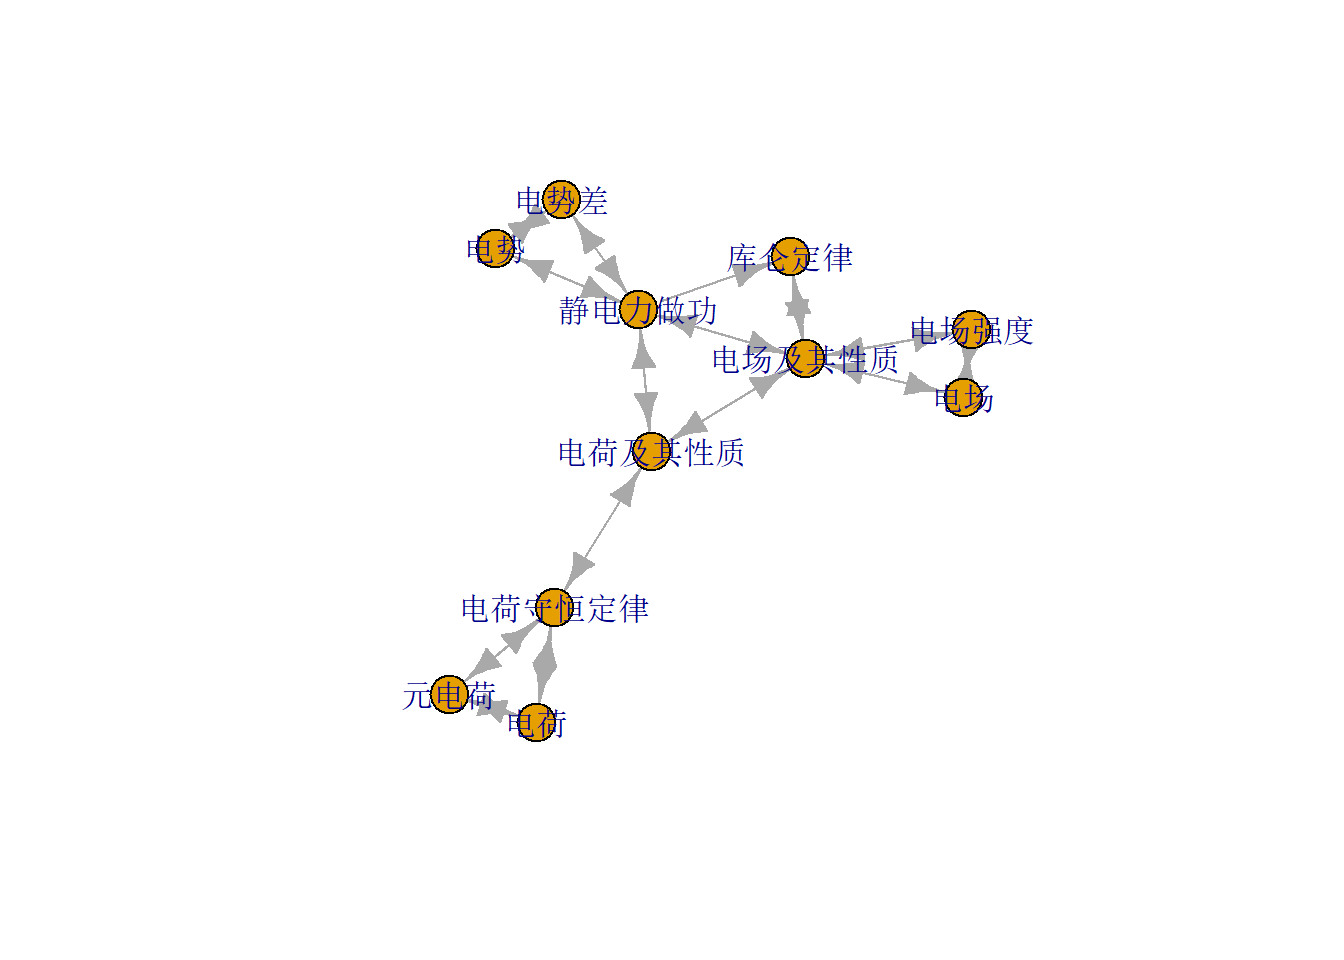 电势差
电势
库仑定律
静电力做功
电场强度
电场及其性质
电场
电荷及其性质
电荷守恒定律
元电荷
电荷